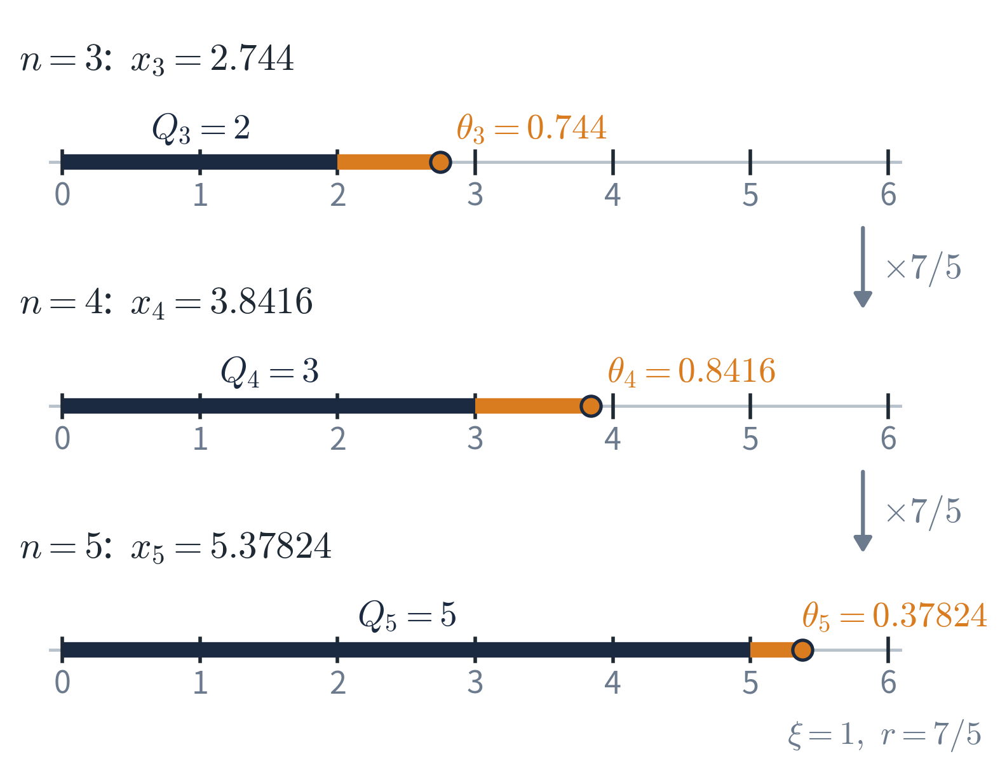 n = 3: x₃ = 2.744
Q₃ = 2 θ₃ = 0.744
0 1 2 3 4 5 6
×7/5
n = 4: x₄ = 3.8416
Q₄ = 3 θ₄ = 0.8416
0 1 2 3 4 5 6
×7/5
n = 5: x₅ = 5.37824
Q₅ = 5 θ₅ = 0.37824
0 1 2 3 4 5 6
ξ = 1, r = 7/5